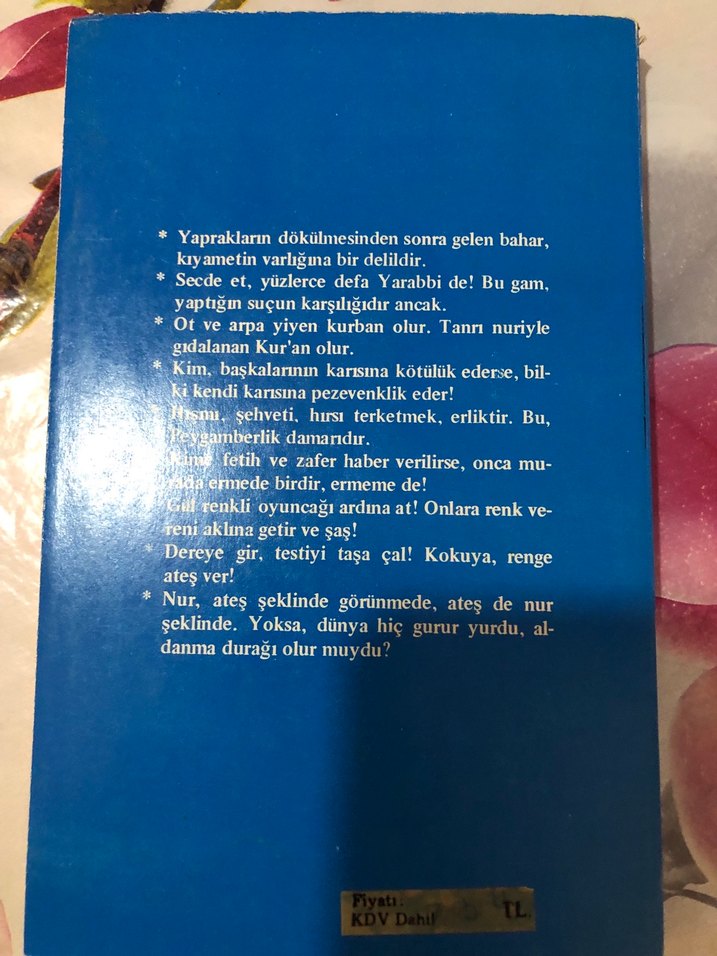 * Yaprakların dökülmesinden sonra gelen bahar,
kıyametin varlığına bir delildir.
* Secde et, yüzlerce defa Yarabbi de! Bu gam,
yaptığın suçun karşılığıdır ancak.
* Ot ve arpa yiyen kurban olur. Tanrı nuriyle
gıdalanan Kur'an olur.
* Kim, başkalarının karısına kötülük ederse, bil-
ki kendi karısına pezevenklik eder!
Hışmı, şehveti, hırsı terketmek, erliktir. Bu,
Peygamberlik damarıdır.
Kime fetih ve zafer haber verilirse, onca mu-
rada ermede birdir, ermeme de!
Gül renkli oyuncağı ardına at! Onlara renk ve-
reni aklına getir ve şaş!
* Dereye gir, testiyi taşa çal! Kokuya, renge
ateş ver!
* Nur, ateş şeklinde görünmede, ateş de nur
şeklinde. Yoksa, dünya hiç gurur yurdu, al-
danma durağı olur muydu?
Fiyatı:
KDV Dahil TL.